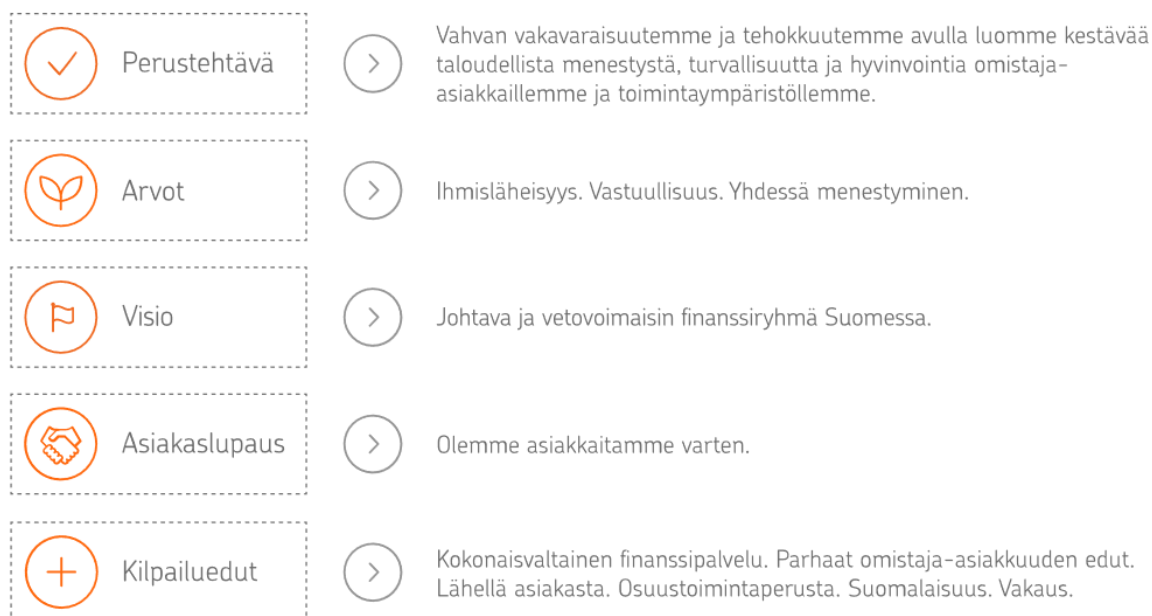 Perustehtävä
Vahvan vakavaraisuutemme ja tehokkuutemme avulla luomme kestävää
taloudellista menestystä, turvallisuutta ja hyvinvointia omistaja-
asiakkaillemme ja toimintaympäristöllemme.
Arvot
Ihmisläheisyys. Vastuullisuus. Yhdessä menestyminen.
Visio
Johtava ja vetovoimaisin finanssiryhmä Suomessa.
Asiakaslupaus
Olemme asiakkaitamme varten.
Kilpailuedut
Kokonaisvaltainen finanssipalvelu. Parhaat omistaja-asiakkuuden edut.
Lähellä asiakasta. Osuustoimintaperusta. Suomalaisuus. Vakaus.